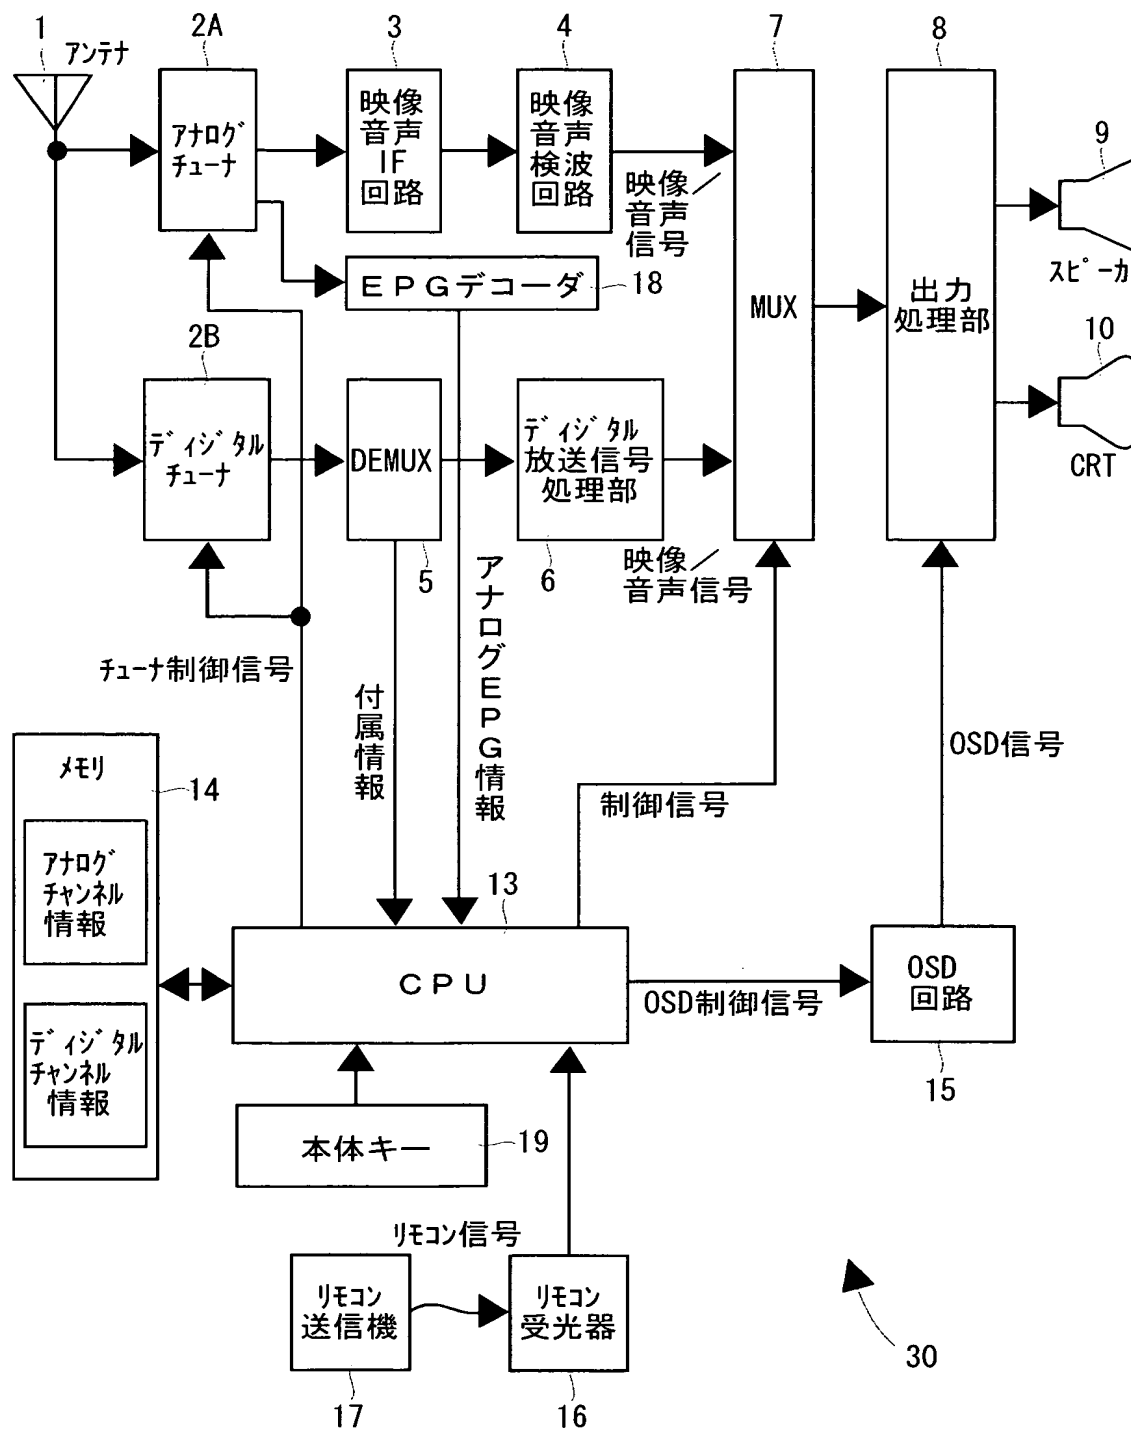 1
アンテナ
2A
アナログ
チューナ
3
映像
音声
IF
回路
4
映像
音声
検波
回路
映像
音声
信号
7
MUX
8
出力
処理部
9
スピーカ
10
CRT
EPGデコーダ
18
2B
ディジタル
チューナ
DEMUX
5
ディジタル
放送信号
処理部
6
映像
音声信号
チューナ制御信号
付属情報
アナログEPG情報
制御信号
OSD信号
メモリ
14
アナログ
チャンネル
情報
ディジタル
チャンネル
情報
13
CPU
OSD制御信号
OSD
回路
15
本体キー
19
リモコン信号
リモコン
送信機
17
リモコン
受光器
16
30